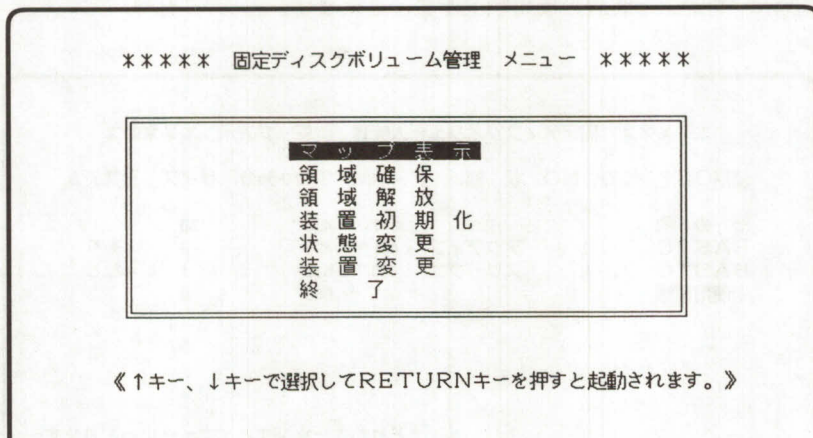 ***** 固定ディスクボリューム管理 メニュー *****
マップ表示
領域確保
領域解放
装置初期化
状態変更
装置変更
終了
《↑キー、↓キーで選択してRETURNキーを押すと起動されます。》